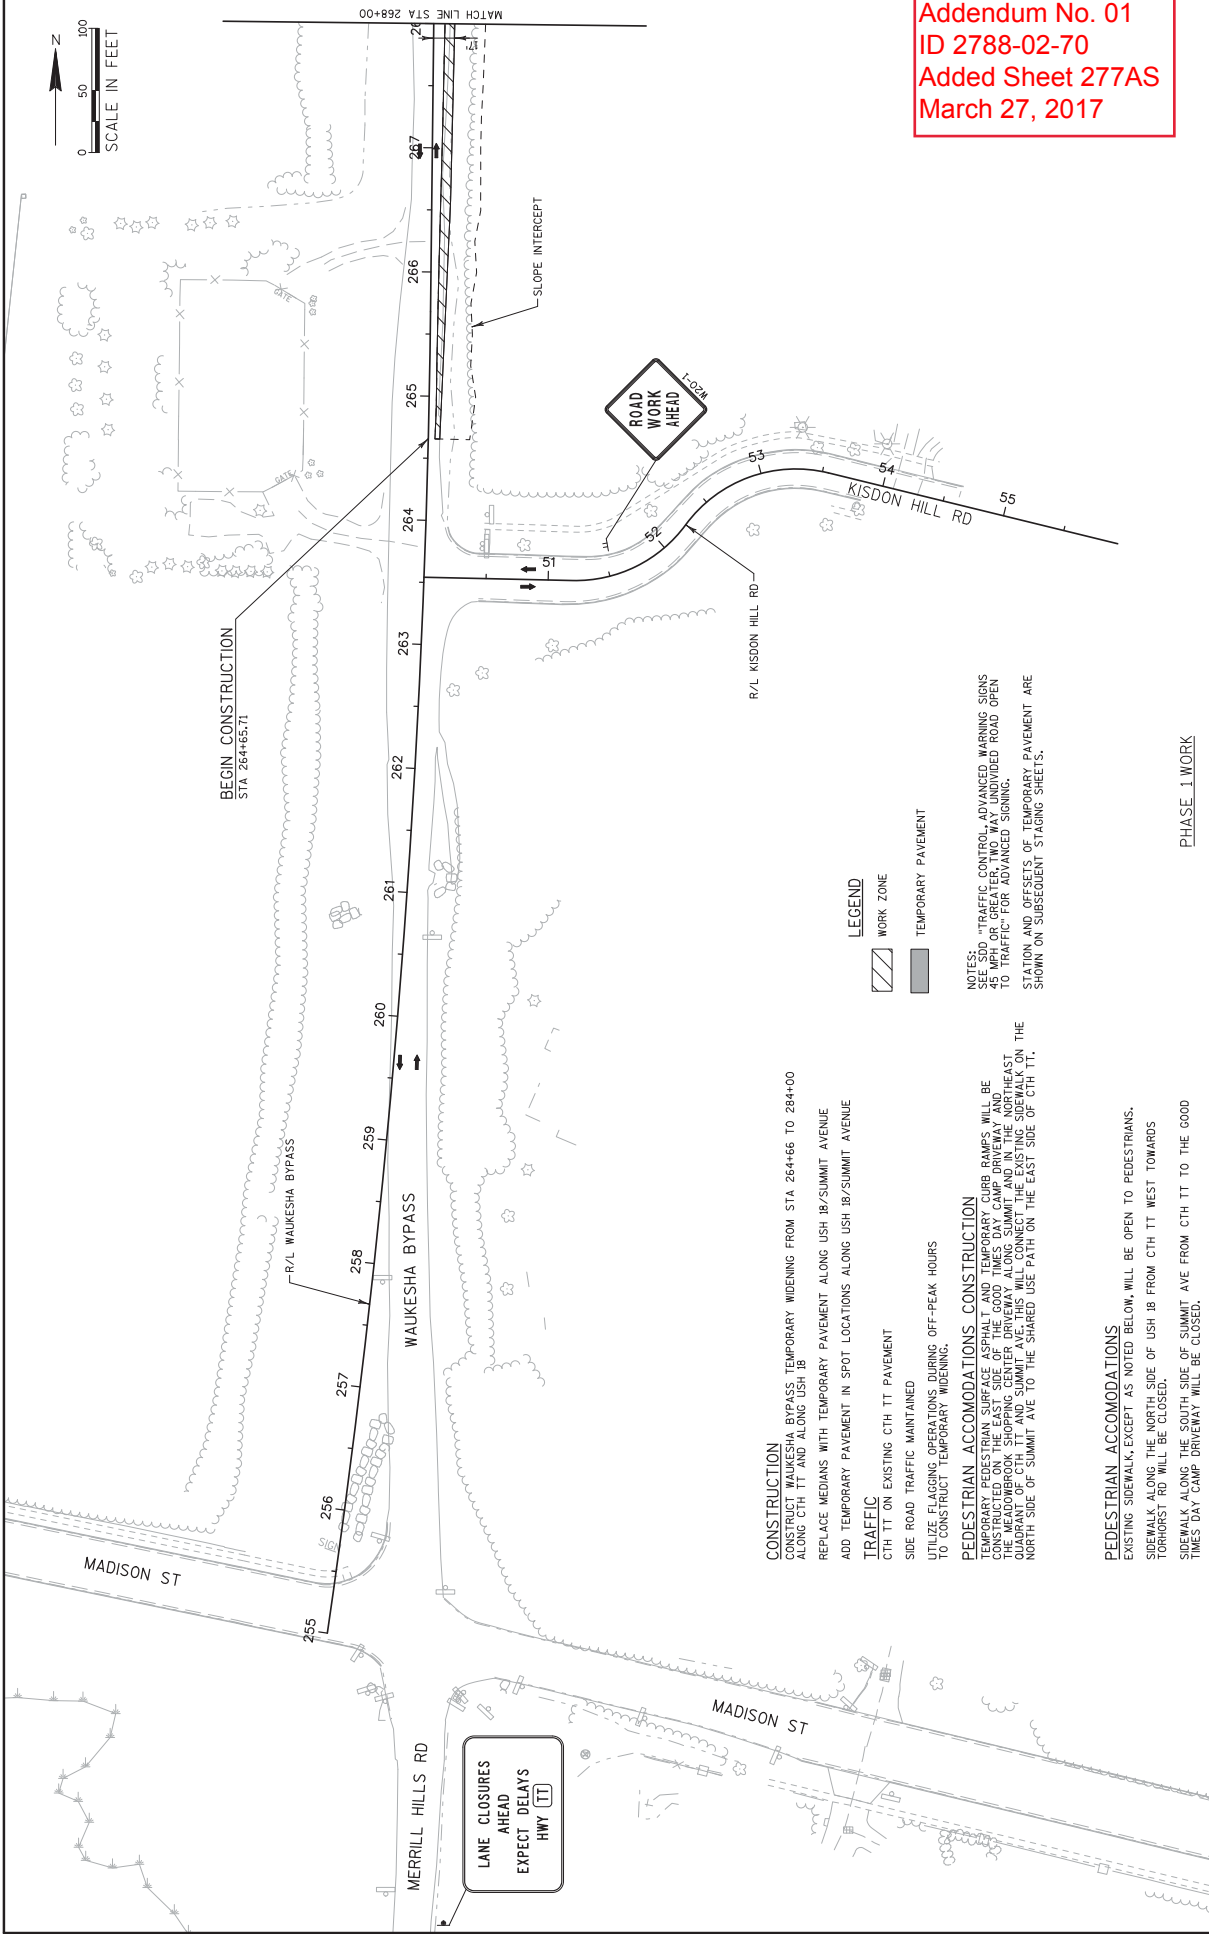 Addendum No. 01
ID 2788-02-70
Added Sheet 277AS
March 27, 2017
N
0 50 100
SCALE IN FEET
MATCH LINE STA 268+00
17'
BEGIN CONSTRUCTION
STA 264+65.71
SLOPE INTERCEPT
GATE
GATE
ROAD
WORK
AHEAD
W20-1
255
256
257
258
259
260
261
262
263
264
265
266
267
26
51
52
53
54
55
KISDON HILL RD
R/L KISDON HILL RD
R/L WAUKESHA BYPASS
WAUKESHA BYPASS
SIGN
MADISON ST
MADISON ST
MERRILL HILLS RD
LANE CLOSURES
AHEAD
EXPECT DELAYS
HWY TT
CONSTRUCTION
CONSTRUCT WAUKESHA BYPASS TEMPORARY WIDENING FROM STA 264+66 TO 284+00
ALONG CTH TT AND ALONG USH 18
REPLACE MEDIANS WITH TEMPORARY PAVEMENT ALONG USH 18/SUMMIT AVENUE
ADD TEMPORARY PAVEMENT IN SPOT LOCATIONS ALONG USH 18/SUMMIT AVENUE
TRAFFIC
CTH TT ON EXISTING CTH TT PAVEMENT
SIDE ROAD TRAFFIC MAINTAINED
UTILIZE FLAGGING OPERATIONS DURING OFF-PEAK HOURS
TO CONSTRUCT TEMPORARY WIDENING.
PEDESTRIAN ACCOMODATIONS CONSTRUCTION
TEMPORARY PEDESTRIAN SURFACE ASPHALT AND TEMPORARY CURB RAMPS WILL BE
CONSTRUCTED ON THE EAST SIDE OF THE GOOD TIMES DAY CAMP DRIVEWAY AND
THE MEADOWBROOK SHOPPING CENTER DRIVEWAY ALONG SUMMIT AND IN THE NORTHEAST
QUADRANT OF CTH TT AND SUMMIT AVE. THIS WILL CONNECT THE EXISTING SIDEWALK ON THE
NORTH SIDE OF SUMMIT AVE TO THE SHARED USE PATH ON THE EAST SIDE OF CTH TT.
PEDESTRIAN ACCOMODATIONS
EXISTING SIDEWALK, EXCEPT AS NOTED BELOW, WILL BE OPEN TO PEDESTRIANS.
SIDEWALK ALONG THE NORTH SIDE OF USH 18 FROM CTH TT WEST TOWARDS
TORHORST RD WILL BE CLOSED.
SIDEWALK ALONG THE SOUTH SIDE OF SUMMIT AVE FROM CTH TT TO THE GOOD
TIMES DAY CAMP DRIVEWAY WILL BE CLOSED.
LEGEND
WORK ZONE
TEMPORARY PAVEMENT
NOTES:
SEE SDD "TRAFFIC CONTROL, ADVANCED WARNING SIGNS
45 MPH OR GREATER, TWO WAY UNDIVIDED ROAD OPEN
TO TRAFFIC" FOR ADVANCED SIGNING.
STATION AND OFFSETS OF TEMPORARY PAVEMENT ARE
SHOWN ON SUBSEQUENT STAGING SHEETS.
PHASE 1 WORK